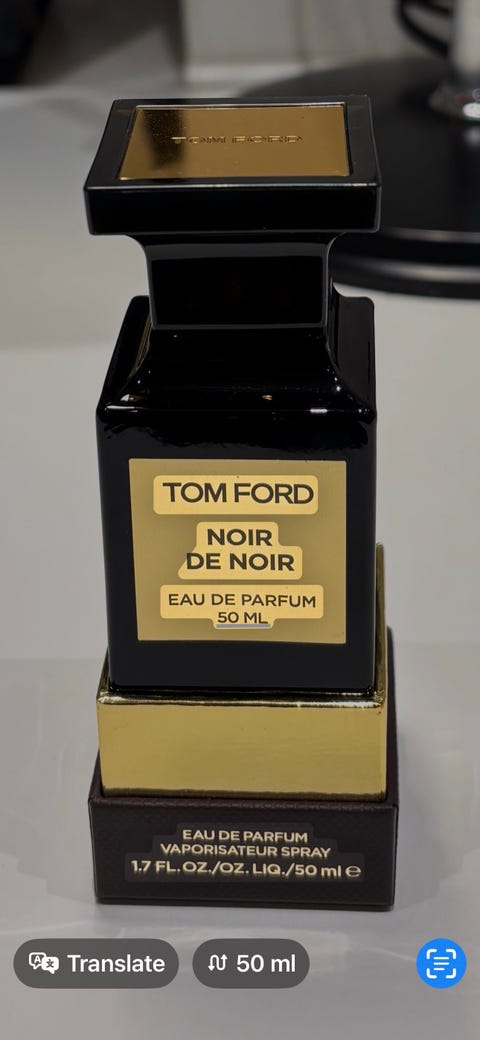 TOM FORD
TOM FORD
NOIR
DE NOIR
EAU DE PARFUM
50 ML
EAU DE PARFUM
VAPORISATEUR SPRAY
1.7 FL.OZ./OZ. LIQ./50 ml ℮
Translate
50 ml